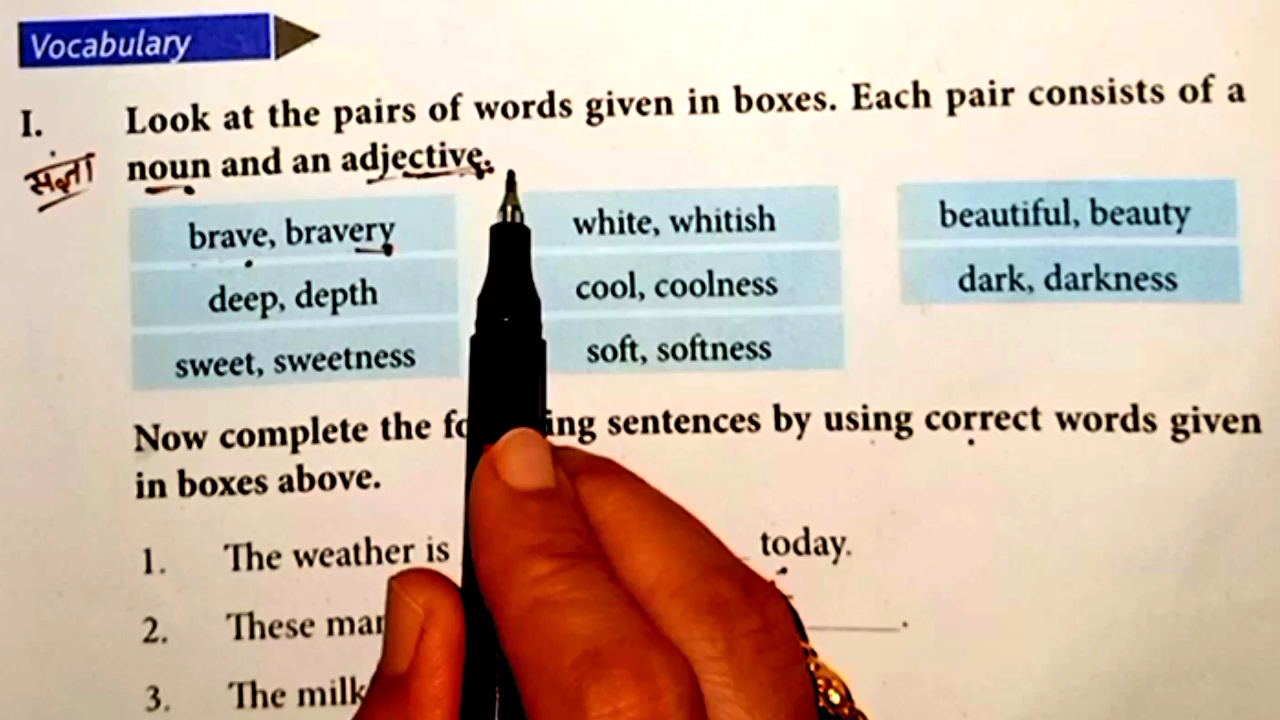 Vocabulary
I. Look at the pairs of words given in boxes. Each pair consists of a
संज्ञा noun and an adjective.
brave, bravery white, whitish beautiful, beauty
deep, depth cool, coolness dark, darkness
sweet, sweetness soft, softness
Now complete the ing sentences by using correct words given
in boxes above.
1. The weather is today.
2. These
3. The milk